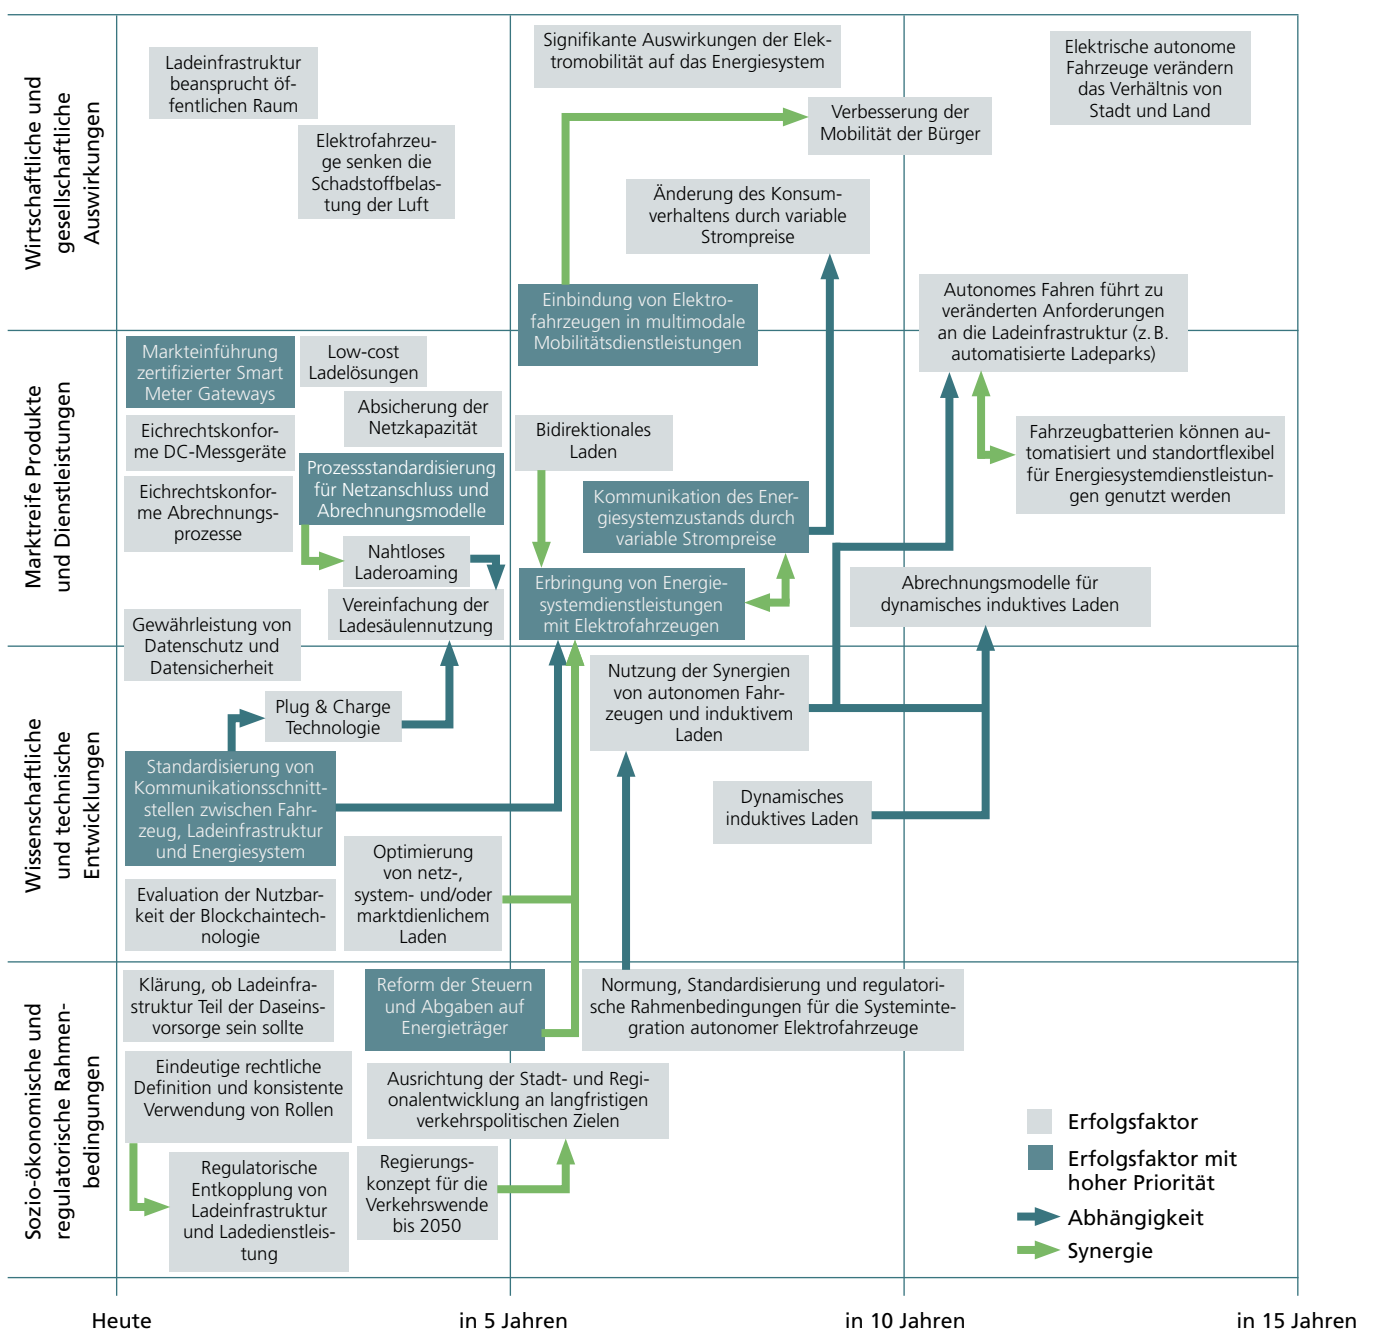 Wirtschaftliche und
gesellschaftliche
Auswirkungen
Ladeinfrastruktur
beansprucht öf-
fentlichen Raum
Elektrofahrzeu-
ge senken die
Schadstoffbelas-
tung der Luft
Signifikante Auswirkungen der Elek-
tromobilität auf das Energiesystem
Verbesserung der
Mobilität der Bürger
Elektrische autonome
Fahrzeuge verändern
das Verhältnis von
Stadt und Land
Änderung des Konsum-
verhaltens durch variable
Strompreise
Einbindung von Elektro-
fahrzeugen in multimodale
Mobilitätsdienstleistungen
Autonomes Fahren führt zu
veränderten Anforderungen
an die Ladeinfrastruktur (z. B.
automatisierte Ladeparks)
Marktreife Produkte
und Dienstleistungen
Markteinführung
zertifizierter Smart
Meter Gateways
Low-cost
Ladelösungen
Absicherung der
Netzkapazität
Eichrechtskonfor-
me DC-Messgeräte
Prozessstandardisierung
für Netzanschluss und
Abrechnungsmodelle
Eichrechtskonfor-
me Abrechnungs-
prozesse
Nahtloses
Laderoaming
Vereinfachung der
Ladesäulennutzung
Gewährleistung von
Datenschutz und
Datensicherheit
Bidirektionales
Laden
Kommunikation des Ener-
giesystemzustands durch
variable Strompreise
Erbringung von Energie-
systemdienstleistungen
mit Elektrofahrzeugen
Fahrzeugbatterien können au-
tomatisiert und standortflexibel
für Energiesystemdienstleistun-
gen genutzt werden
Abrechnungsmodelle für
dynamisches induktives Laden
Wissenschaftliche
und technische
Entwicklungen
Plug & Charge
Technologie
Standardisierung von
Kommunikationsschnitt-
stellen zwischen Fahr-
zeug, Ladeinfrastruktur
und Energiesystem
Nutzung der Synergien
von autonomen Fahr-
zeugen und induktivem
Laden
Dynamisches
induktives Laden
Optimierung
von netz-,
system- und/oder
marktdienlichem
Laden
Evaluation der Nutzbar-
keit der Blockchaintech-
nologie
Sozio-ökonomische und
regulatorische Rahmen-
bedingungen
Klärung, ob Ladeinfra-
struktur Teil der Daseins-
vorsorge sein sollte
Reform der Steuern
und Abgaben auf
Energieträger
Normung, Standardisierung und regulatori-
sche Rahmenbedingungen für die Systeminte-
gration autonomer Elektrofahrzeuge
Eindeutige rechtliche
Definition und konsistente
Verwendung von Rollen
Ausrichtung der Stadt- und Regi-
onalentwicklung an langfristigen
verkehrspolitischen Zielen
Regulatorische
Entkopplung von
Ladeinfrastruktur
und Ladedienstleis-
tung
Regierungs-
konzept für die
Verkehrswende
bis 2050
Erfolgsfaktor
Erfolgsfaktor mit
hoher Priorität
Abhängigkeit
Synergie
Heute
in 5 Jahren
in 10 Jahren
in 15 Jahren